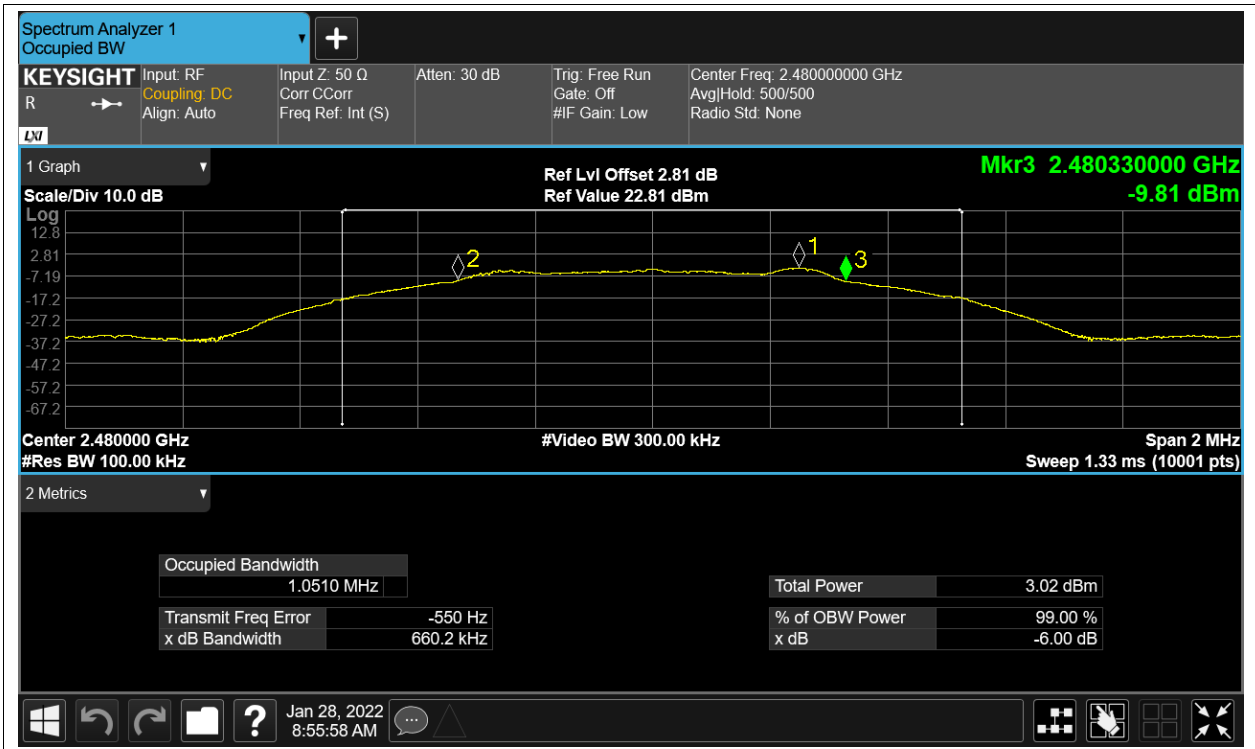 Spectrum Analyzer 1
Occupied BW
KEYSIGHT Input: RF Input Z: 50 Ω Atten: 30 dB Trig: Free Run Center Freq: 2.480000000 GHz
R Coupling: DC Corr CCorr Gate: Off Avg|Hold: 500/500
Align: Auto Freq Ref: Int (S) #IF Gain: Low Radio Std: None
LXI
1 Graph Ref Lvl Offset 2.81 dB Mkr3 2.480330000 GHz
Scale/Div 10.0 dB Ref Value 22.81 dBm -9.81 dBm
Log
12.8
2.81
-7.19
-17.2
-27.2
-37.2
-47.2
-57.2
-67.2
2
1
3
Center 2.480000 GHz #Video BW 300.00 kHz Span 2 MHz
#Res BW 100.00 kHz Sweep 1.33 ms (10001 pts)
2 Metrics
Occupied Bandwidth
1.0510 MHz Total Power 3.02 dBm
Transmit Freq Error -550 Hz % of OBW Power 99.00 %
x dB Bandwidth 660.2 kHz x dB -6.00 dB
? Jan 28, 2022
8:55:58 AM